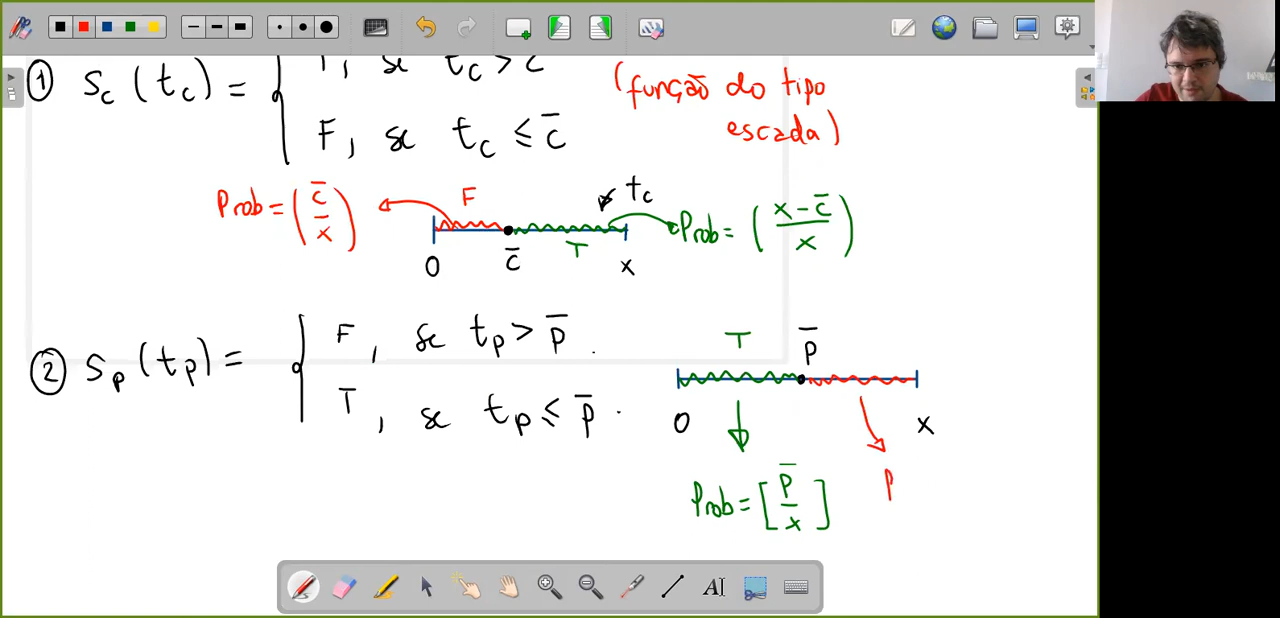 ① s_c (t_c) = { T, se t_c > c̄
F, se t_c ≤ c̄
(função do tipo
escada)
Prob = (c̄/x)
F
t_c
Prob = (x - c̄/x)
T
0 c̄ x
② s_p (t_p) = { F, se t_p > p̄.
T, se t_p ≤ p̄.
T p̄
0 x
Prob = [p̄/x]
P
AI